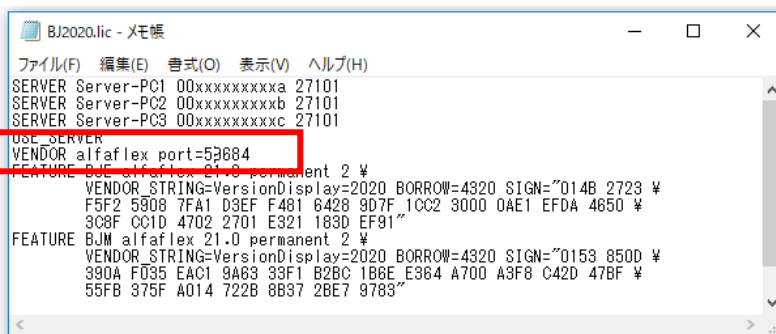 BJ2020.lic - メモ帳
ファイル(F) 編集(E) 書式(O) 表示(V) ヘルプ(H)
SERVER Server-PC1 00xxxxxxxxxa 27101
SERVER Server-PC2 00xxxxxxxxxb 27101
SERVER Server-PC3 00xxxxxxxxxc 27101
USE_SERVER
VENDOR alfaflex port=59684
FEATURE BJE alfaflex 21.0 permanent 2 ¥
VENDOR_STRING=VersionDisplay=2020 BORROW=4320 SIGN="014B 2723 ¥
F5F2 5908 7FA1 D3EF F481 6428 9D7F 1CC2 3000 0AE1 EFDA 4650 ¥
3C8F CC1D 4702 2701 E321 183D EF91"
FEATURE BJM alfaflex 21.0 permanent 2 ¥
VENDOR_STRING=VersionDisplay=2020 BORROW=4320 SIGN="0153 850D ¥
390A F035 EAC1 9A63 33F1 B2BC 1B6E E364 A700 A3F8 C42D 47BF ¥
55FB 375F A014 722B 8B37 2BE7 9783"